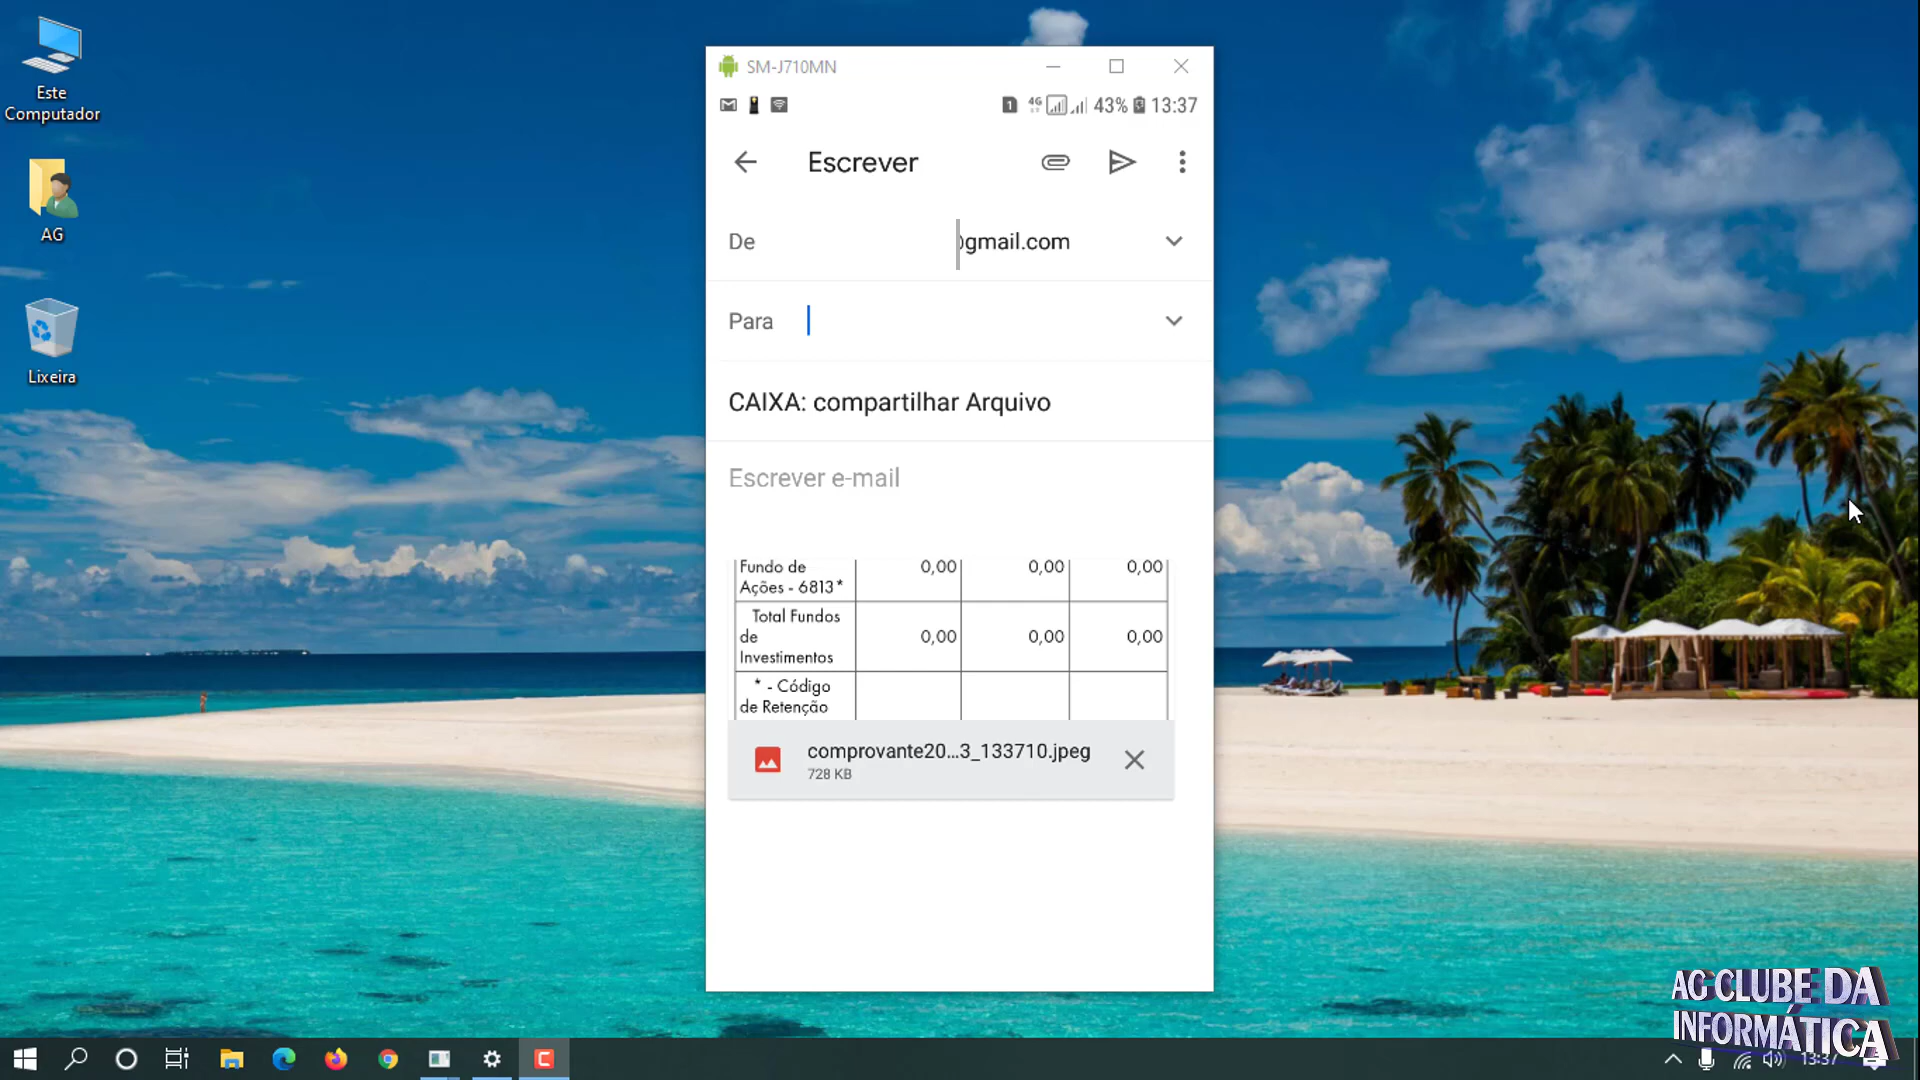 Este
Computador
AG
Lixeira
SM-J710MN
1 4G 43% 13:37
Escrever
De gmail.com
Para
CAIXA: compartilhar Arquivo
Escrever e-mail
Fundo de
Ações - 6813* 0,00 0,00 0,00
Total Fundos
de 0,00 0,00 0,00
Investimentos
* - Código
de Retenção
comprovante20...3_133710.jpeg
728 KB
AG CLUBE DA
INFORMÁTICA
13:37